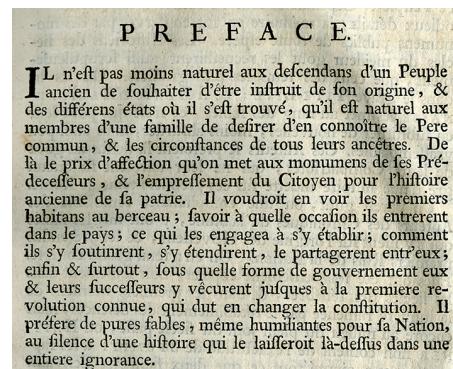 PREFACE.
IL n'eſt pas moins naturel aux deſcendans d'un Peuple
ancien de ſouhaiter d'être inſtruit de ſon origine, &
des différens états où il s'eſt trouvé, qu'il eſt naturel aux
membres d'une famille de deſirer d'en connoître le Pere
commun, & les circonſtances de tous leurs ancêtres. De
là le prix d'affection qu'on met aux monumens de ſes Pré-
deceſſeurs, & l'empreſſement du Citoyen pour l'hiſtoire
ancienne de ſa patrie. Il voudroit en voir les premiers
habitans au berceau; ſavoir à quelle occaſion ils entrerent
dans le pays; ce qui les engagea à s'y établir; comment
ils s'y ſoutinrent, s'y étendirent, le partagerent entr'eux;
enfin & ſurtout, ſous quelle forme de gouvernement eux
& leurs ſucceſſeurs y vêcurent juſques à la premiere re-
volution connue, qui dut en changer la conſtitution. Il
préfere de pures fables, même humiliantes pour ſa Nation,
au ſilence d'une hiſtoire qui le laiſſeroit là-deſſus dans une
entiere ignorance.